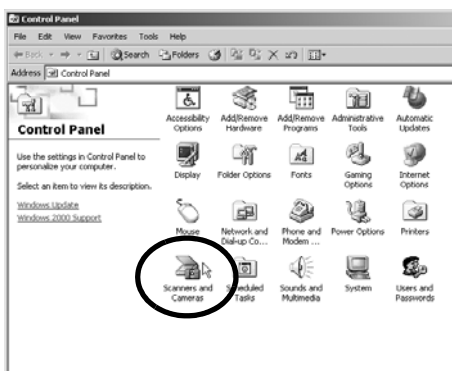 Control Panel
File Edit View Favorites Tools Help
Back Search Folders
Address Control Panel
Control Panel
Use the settings in Control Panel to
personalize your computer.
Select an item to view its description.
Windows Update
Windows 2000 Support
Accessibility Options
Add/Remove Hardware
Add/Remove Programs
Administrative Tools
Automatic Updates
Display
Folder Options
Fonts
Gaming Options
Internet Options
Mouse
Network and Dial-up Co...
Phone and Modem ...
Power Options
Printers
Scanners and Cameras
Scheduled Tasks
Sounds and Multimedia
System
Users and Passwords